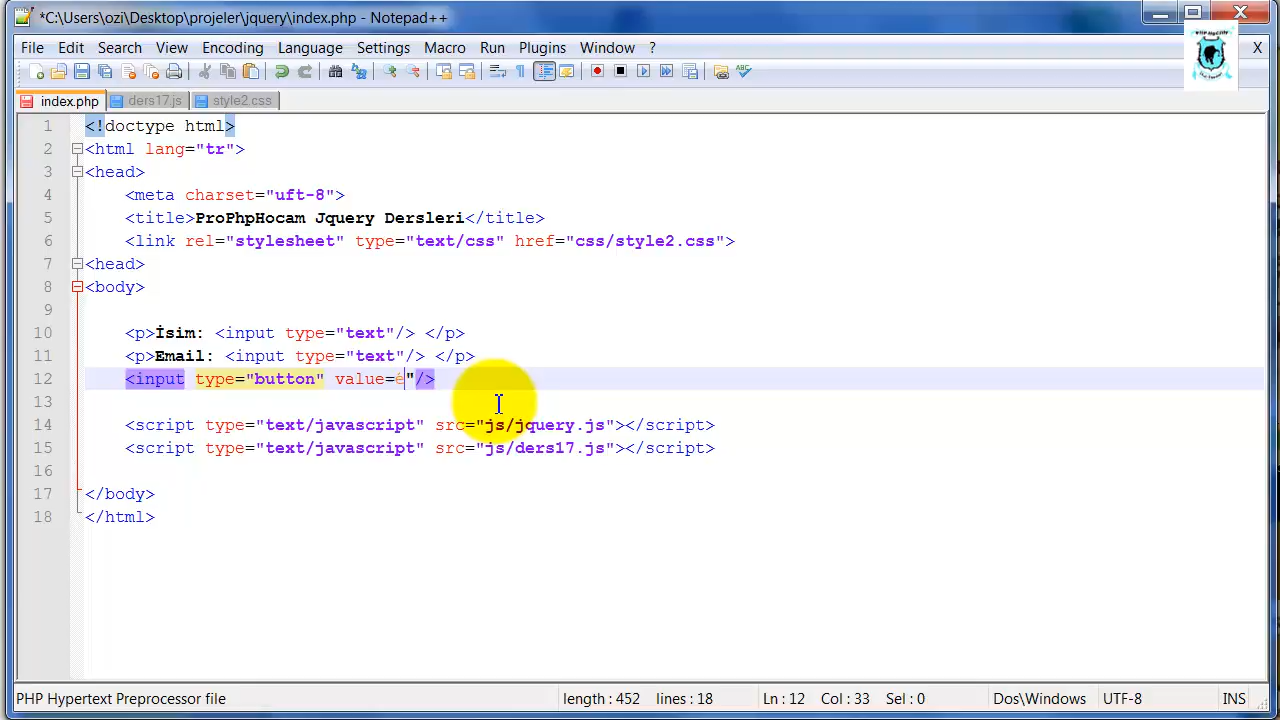 *C:\Users\ozi\Desktop\projeler\jquery\index.php - Notepad++
File Edit Search View Encoding Language Settings Macro Run Plugins Window ? X
index.php ders17.js style2.css
1 <!doctype html>
2 <html lang="tr">
3 <head>
4 <meta charset="uft-8">
5 <title>ProPhpHocam Jquery Dersleri</title>
6 <link rel="stylesheet" type="text/css" href="css/style2.css">
7 <head>
8 <body>
9
10 <p>İsim: <input type="text"/> </p>
11 <p>Email: <input type="text"/> </p>
12 <input type="button" value=é"/>
13
14 <script type="text/javascript" src="js/jquery.js"></script>
15 <script type="text/javascript" src="js/ders17.js"></script>
16
17 </body>
18 </html>
PHP Hypertext Preprocessor file length : 452 lines : 18 Ln : 12 Col : 33 Sel : 0 Dos\Windows UTF-8 INS